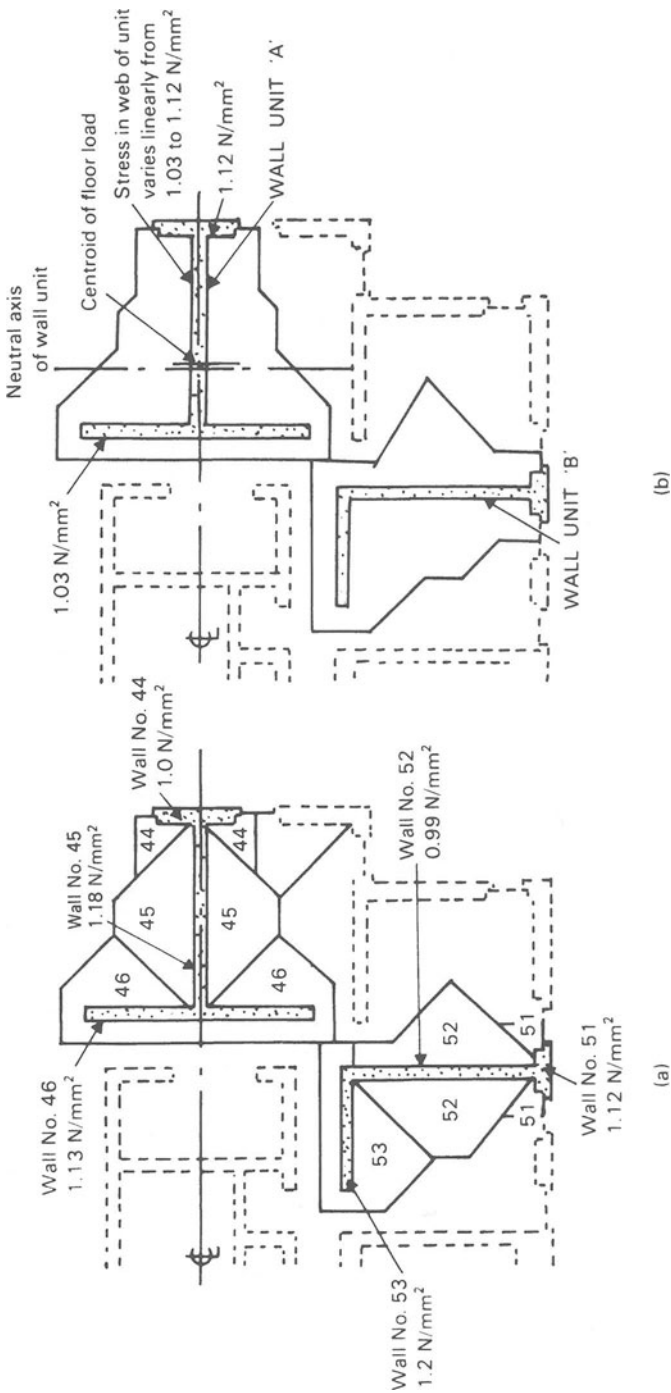 Wall No. 46
1.13 N/mm²
Wall No. 45
1.18 N/mm²
Wall No. 44
1.0 N/mm²
44
44
45
45
46
46
Wall No. 52
0.99 N/mm²
52
52
51
51
53
Wall No. 53
1.2 N/mm²
Wall No. 51
1.12 N/mm²
(a)
Neutral axis
of wall unit
Centroid of floor load
Stress in web of unit
varies linearly from
1.03 to 1.12 N/mm²
1.12 N/mm²
WALL UNIT 'A'
1.03 N/mm²
WALL UNIT 'B'
(b)